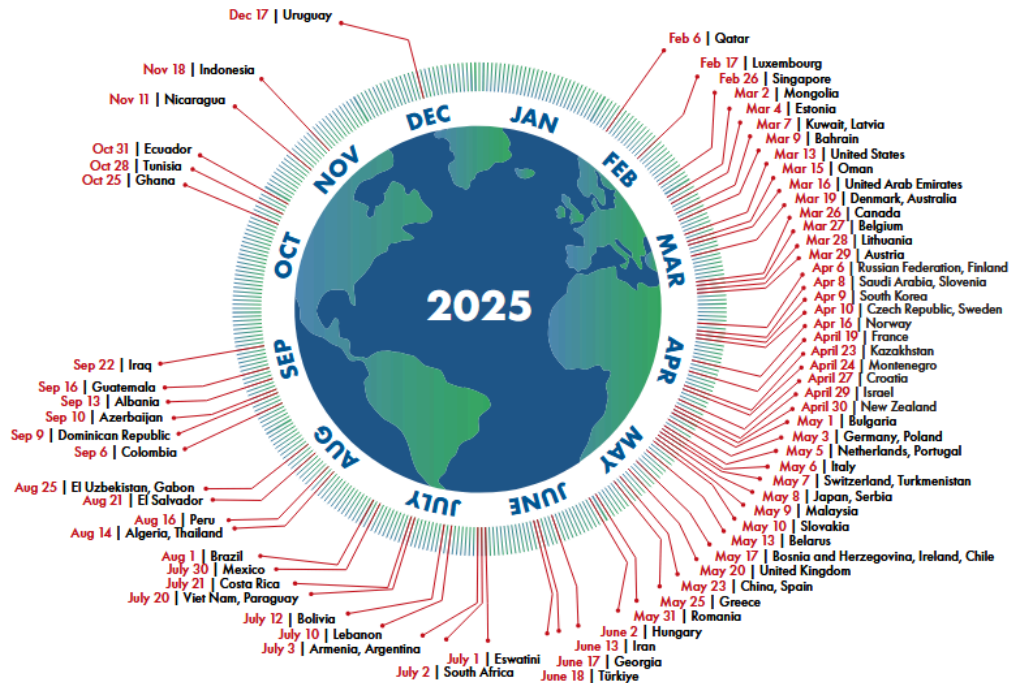 Dec 17 | Uruguay
Nov 18 | Indonesia
Nov 11 | Nicaragua
Oct 31 | Ecuador
Oct 28 | Tunisia
Oct 25 | Ghana
Sep 22 | Iraq
Sep 16 | Guatemala
Sep 13 | Albania
Sep 10 | Azerbaijan
Sep 9 | Dominican Republic
Sep 6 | Colombia
Aug 25 | El Uzbekistan, Gabon
Aug 21 | El Salvador
Aug 16 | Peru
Aug 14 | Algeria, Thailand
Aug 1 | Brazil
July 30 | Mexico
July 21 | Costa Rica
July 20 | Viet Nam, Paraguay
July 12 | Bolivia
July 10 | Lebanon
July 3 | Armenia, Argentina
July 2 | South Africa
July 1 | Eswatini
DEC
JAN
FEB
MAR
APR
MAY
JUNE
JULY
AUG
SEP
OCT
NOV
2025
Feb 6 | Qatar
Feb 17 | Luxembourg
Feb 26 | Singapore
Mar 2 | Mongolia
Mar 4 | Estonia
Mar 7 | Kuwait, Latvia
Mar 9 | Bahrain
Mar 13 | United States
Mar 15 | Oman
Mar 16 | United Arab Emirates
Mar 19 | Denmark, Australia
Mar 26 | Canada
Mar 27 | Belgium
Mar 28 | Lithuania
Mar 29 | Austria
Apr 6 | Russian Federation, Finland
Apr 8 | Saudi Arabia, Slovenia
Apr 9 | South Korea
Apr 10 | Czech Republic, Sweden
Apr 16 | Norway
April 19 | France
April 23 | Kazakhstan
April 24 | Montenegro
April 27 | Croatia
April 29 | Israel
April 30 | New Zealand
May 1 | Bulgaria
May 3 | Germany, Poland
May 5 | Netherlands, Portugal
May 6 | Italy
May 7 | Switzerland, Turkmenistan
May 8 | Japan, Serbia
May 9 | Malaysia
May 10 | Slovakia
May 13 | Belarus
May 17 | Bosnia and Herzegovina, Ireland, Chile
May 20 | United Kingdom
May 23 | China, Spain
May 25 | Greece
May 31 | Romania
June 2 | Hungary
June 13 | Iran
June 17 | Georgia
June 18 | Türkiye